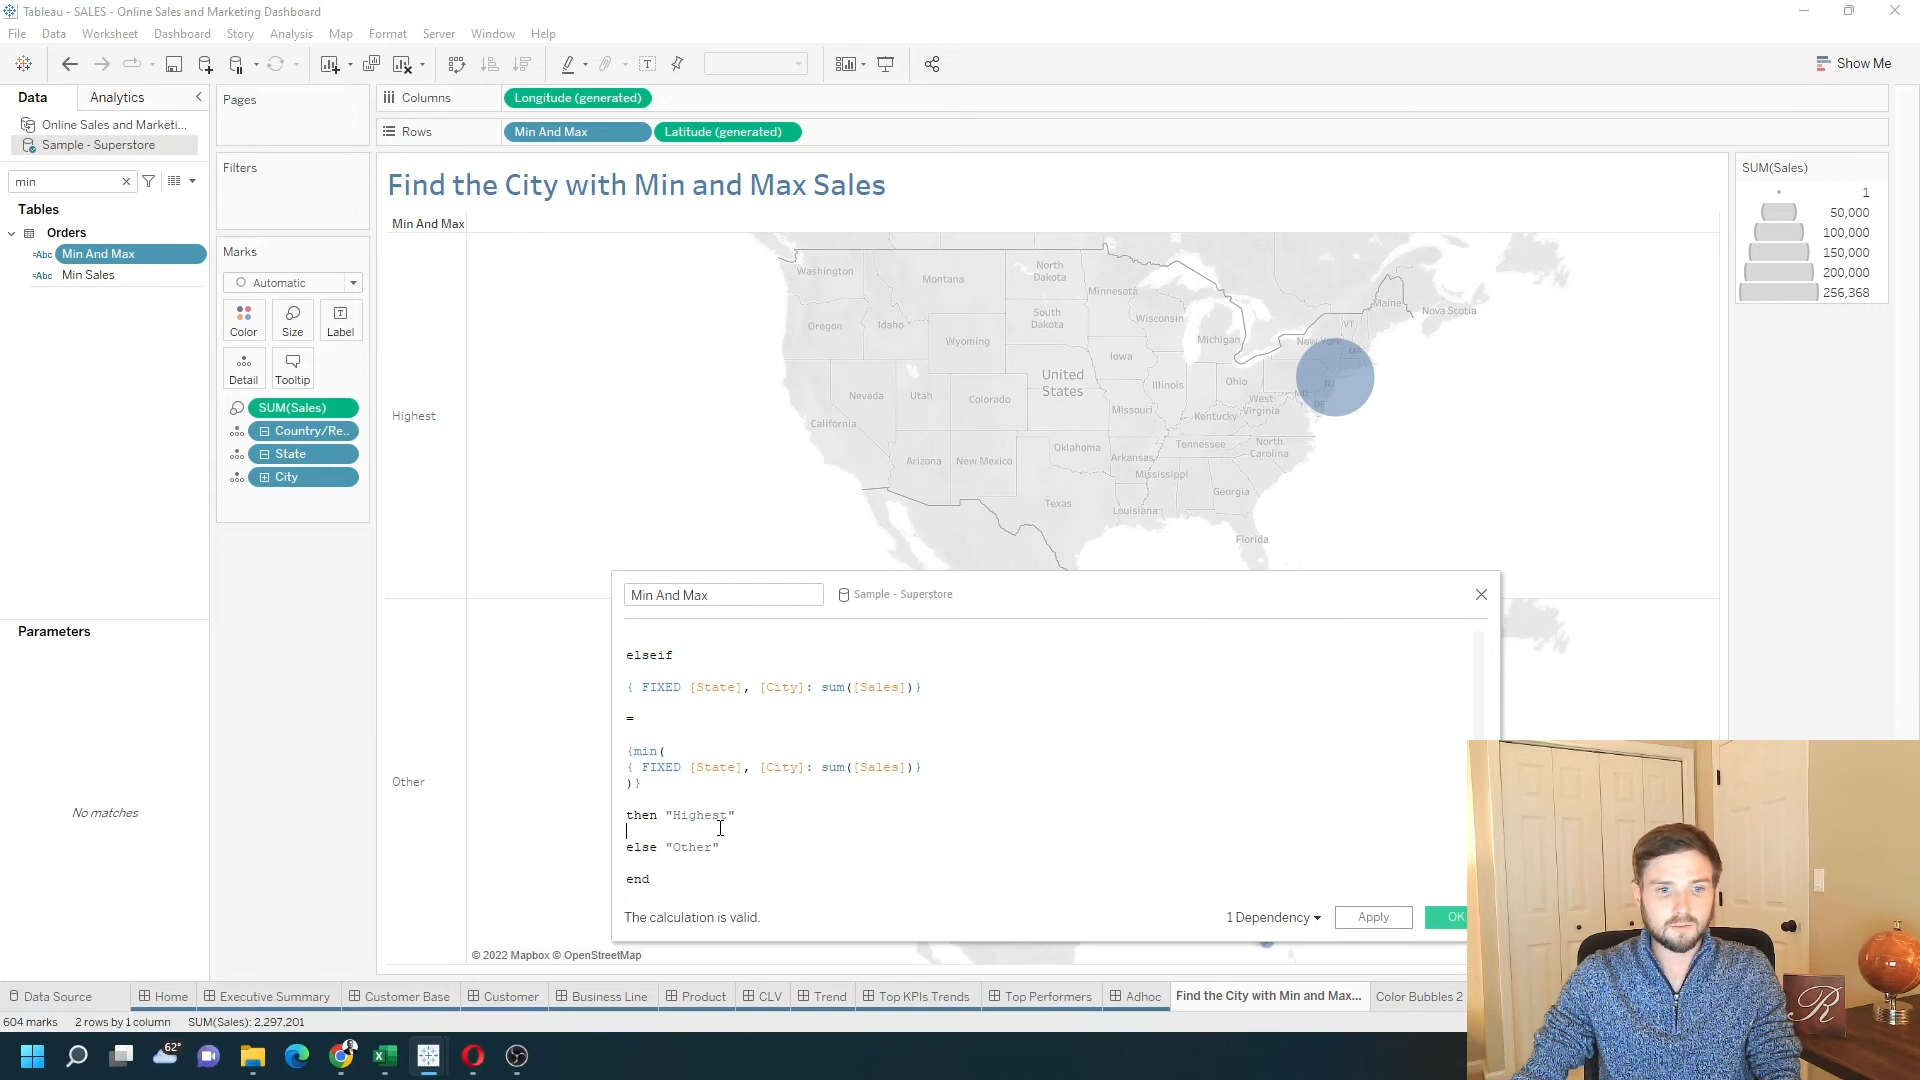 Tableau - SALES - Online Sales and Marketing Dashboard
File Data Worksheet Dashboard Story Analysis Map Format Server Window Help
Show Me
Data Analytics
Online Sales and Marketi...
Sample - Superstore
min
Tables
Orders
=Abc Min And Max
=Abc Min Sales
Parameters
No matches
Pages
Filters
Marks
Automatic
Color Size Label
Detail Tooltip
SUM(Sales)
Country/Re..
State
City
Columns Longitude (generated)
Rows Min And Max Latitude (generated)
Find the City with Min and Max Sales
Min And Max
Highest
Other
Washington
Montana
North
Dakota
Minnesota
Maine
Nova Scotia
Oregon
Idaho
South
Dakota
Wisconsin
VT
Michigan
New York
Wyoming
Iowa
United
States
Illinois
Ohio
NJ
Nevada
Utah
Colorado
West
Virginia
MD
DE
Missouri
Kentucky
California
Tennessee
North
Carolina
Oklahoma
Arkansas
Arizona
New Mexico
Mississippi
Georgia
Texas
Louisiana
Florida
© 2022 Mapbox © OpenStreetMap
SUM(Sales)
1
50,000
100,000
150,000
200,000
256,368
Min And Max Sample - Superstore
elseif
{ FIXED [State], [City]: sum([Sales])}
=
{min(
{ FIXED [State], [City]: sum([Sales])}
)}
then "Highest"
else "Other"
end
The calculation is valid.
1 Dependency Apply OK
Data Source Home Executive Summary Customer Base Customer Business Line Product CLV Trend Top KPIs Trends Top Performers Adhoc Find the City with Min and Max... Color Bubbles 2
604 marks 2 rows by 1 column SUM(Sales): 2,297,201
62°
R